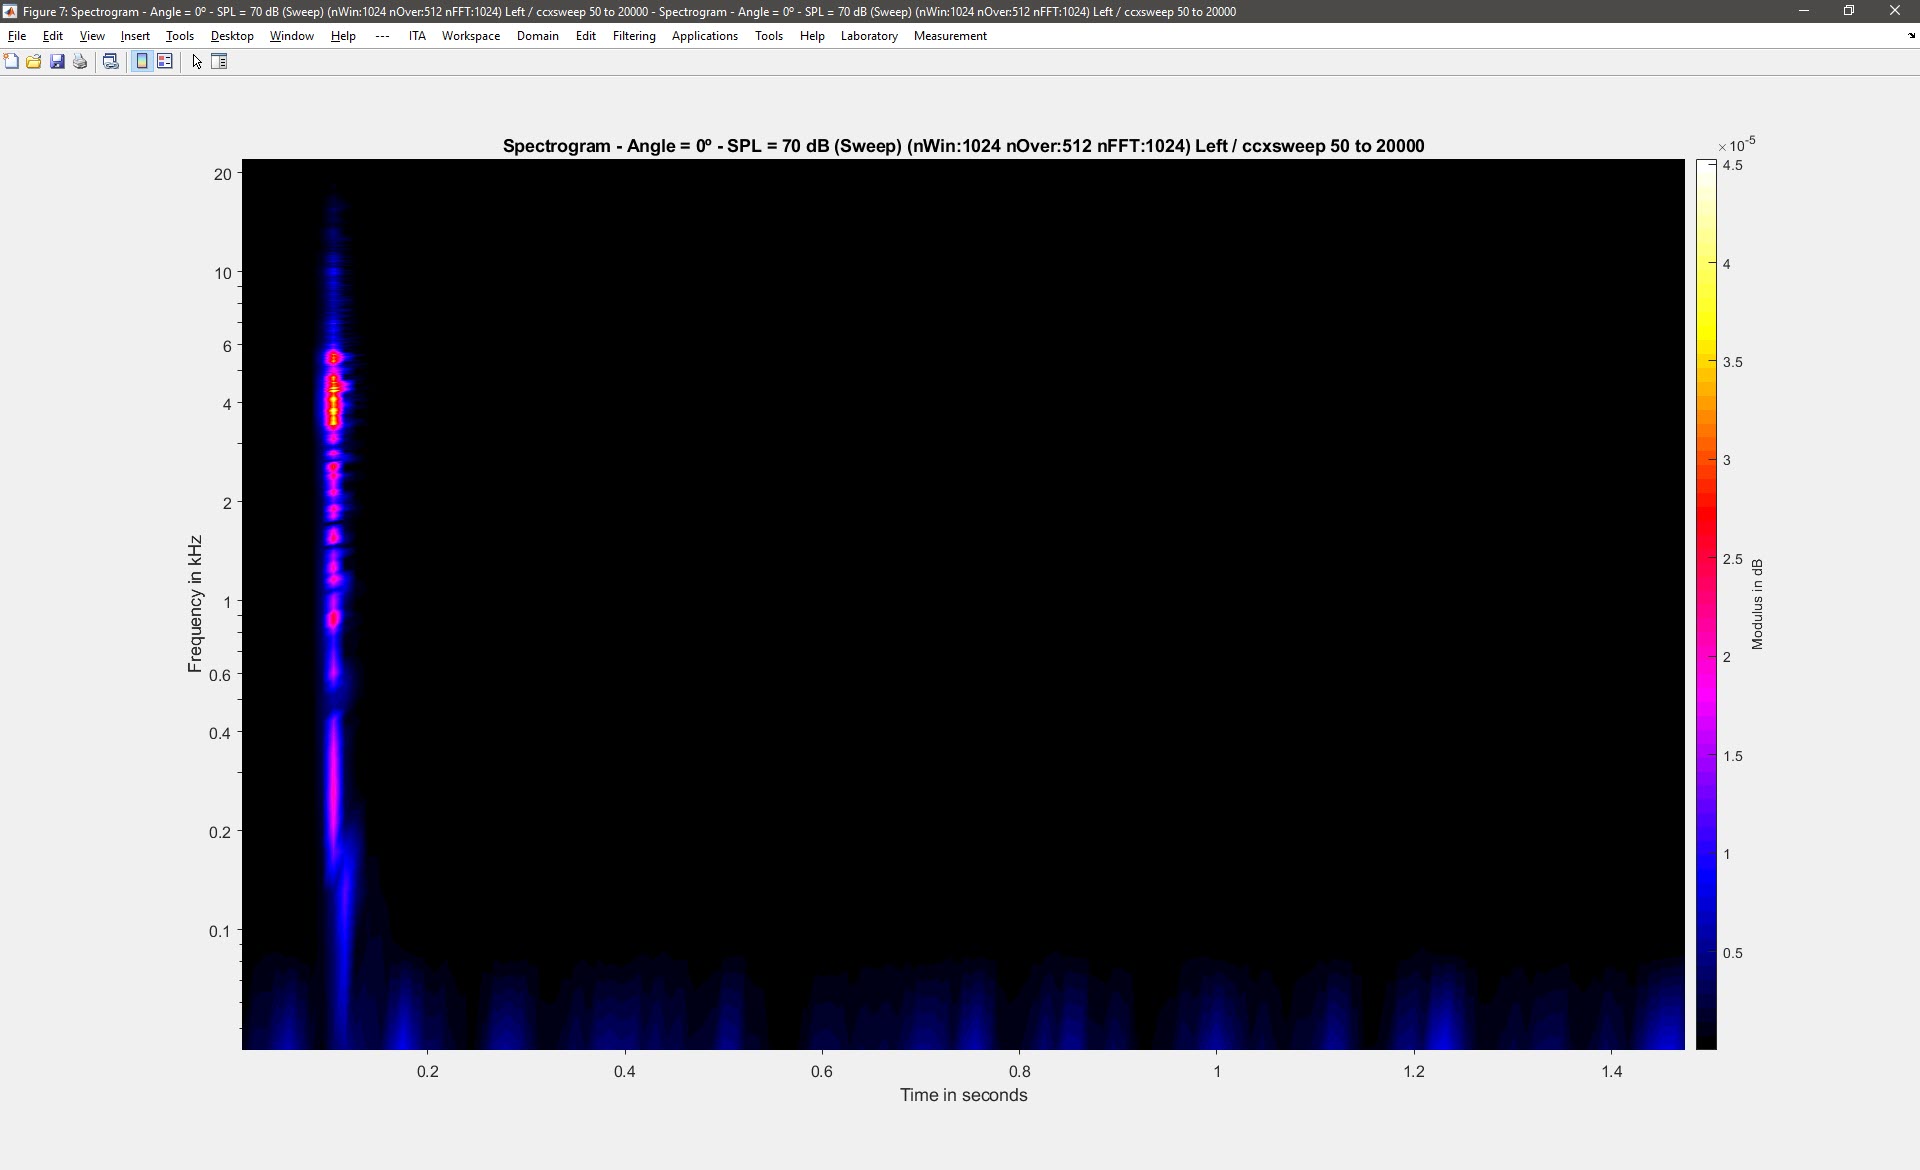 Figure 7: Spectrogram - Angle = 0º - SPL = 70 dB (Sweep) (nWin:1024 nOver:512 nFFT:1024) Left / ccxsweep 50 to 20000 - Spectrogram - Angle = 0º - SPL = 70 dB (Sweep) (nWin:1024 nOver:512 nFFT:1024) Left / ccxsweep 50 to 20000
File Edit View Insert Tools Desktop Window Help --- ITA Workspace Domain Edit Filtering Applications Tools Help Laboratory Measurement
Spectrogram - Angle = 0º - SPL = 70 dB (Sweep) (nWin:1024 nOver:512 nFFT:1024) Left / ccxsweep 50 to 20000
× 10-5
20
10
6
4
2
1
0.6
0.4
0.2
0.1
Frequency in kHz
4.5
4
3.5
3
2.5
2
1.5
1
0.5
Modulus in dB
0.2 0.4 0.6 0.8 1 1.2 1.4
Time in seconds